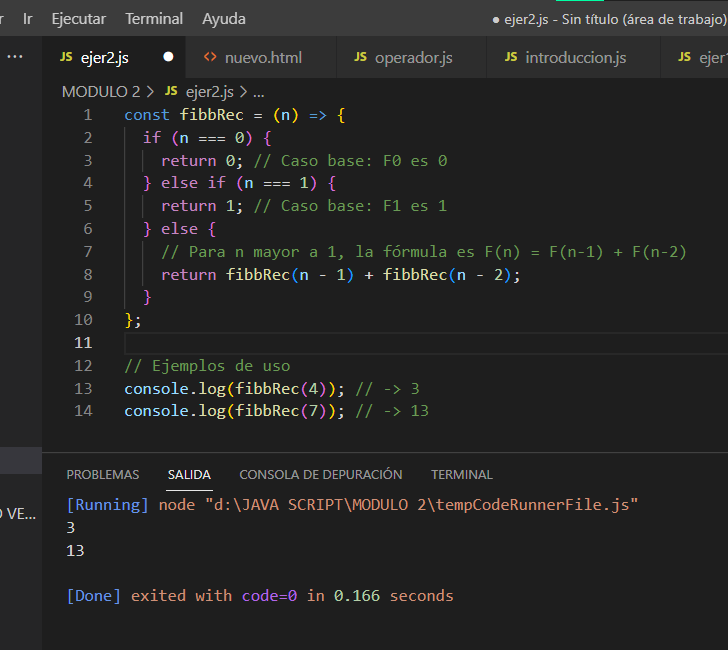 r Ir Ejecutar Terminal Ayuda ● ejer2.js - Sin título (área de trabajo)
··· JS ejer2.js ● <> nuevo.html JS operador.js JS introduccion.js JS ejer
MODULO 2 > JS ejer2.js > ...
1 const fibbRec = (n) => {
2 if (n === 0) {
3 return 0; // Caso base: F0 es 0
4 } else if (n === 1) {
5 return 1; // Caso base: F1 es 1
6 } else {
7 // Para n mayor a 1, la fórmula es F(n) = F(n-1) + F(n-2)
8 return fibbRec(n - 1) + fibbRec(n - 2);
9 }
10 };
11
12 // Ejemplos de uso
13 console.log(fibbRec(4)); // -> 3
14 console.log(fibbRec(7)); // -> 13
PROBLEMAS SALIDA CONSOLA DE DEPURACIÓN TERMINAL
[Running] node "d:\JAVA SCRIPT\MODULO 2\tempCodeRunnerFile.js"
O VE... 
3
13
[Done] exited with code=0 in 0.166 seconds